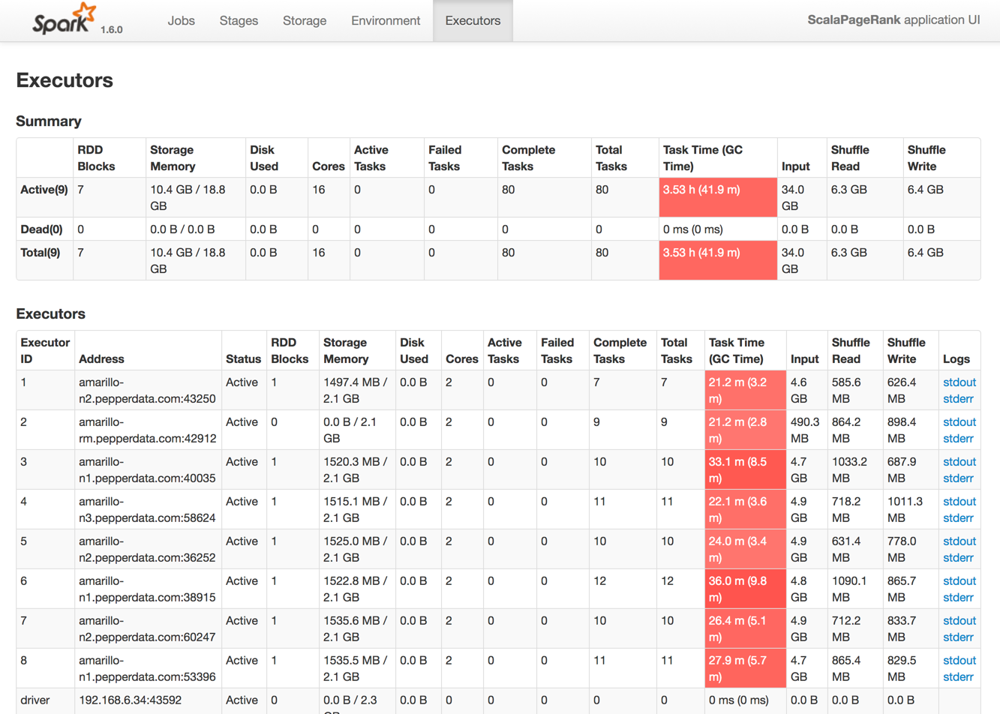 Spark 1.6.0 Jobs Stages Storage Environment Executors ScalaPageRank application UI
Executors
Summary
RDD Blocks Storage Memory Disk Used Cores Active Tasks Failed Tasks Complete Tasks Total Tasks Task Time (GC Time) Input Shuffle Read Shuffle Write
Active(9) 7 10.4 GB / 18.8 GB 0.0 B 16 0 0 80 80 3.53 h (41.9 m) 34.0 GB 6.3 GB 6.4 GB
Dead(0) 0 0.0 B / 0.0 B 0.0 B 0 0 0 0 0 0 ms (0 ms) 0.0 B 0.0 B 0.0 B
Total(9) 7 10.4 GB / 18.8 GB 0.0 B 16 0 0 80 80 3.53 h (41.9 m) 34.0 GB 6.3 GB 6.4 GB
Executors
Executor ID Address Status RDD Blocks Storage Memory Disk Used Cores Active Tasks Failed Tasks Complete Tasks Total Tasks Task Time (GC Time) Input Shuffle Read Shuffle Write Logs
1 amarillo-n2.pepperdata.com:43250 Active 1 1497.4 MB / 2.1 GB 0.0 B 2 0 0 7 7 21.2 m (3.2 m) 4.6 GB 585.6 MB 626.4 MB stdout stderr
2 amarillo-rm.pepperdata.com:42912 Active 0 0.0 B / 2.1 GB 0.0 B 2 0 0 9 9 21.2 m (2.8 m) 490.3 MB 864.2 MB 898.4 MB stdout stderr
3 amarillo-n1.pepperdata.com:40035 Active 1 1520.3 MB / 2.1 GB 0.0 B 2 0 0 10 10 33.1 m (8.5 m) 4.7 GB 1033.2 MB 687.9 MB stdout stderr
4 amarillo-n3.pepperdata.com:58624 Active 1 1515.1 MB / 2.1 GB 0.0 B 2 0 0 11 11 22.1 m (3.6 m) 4.9 GB 718.2 MB 1011.3 MB stdout stderr
5 amarillo-n2.pepperdata.com:36252 Active 1 1525.0 MB / 2.1 GB 0.0 B 2 0 0 10 10 24.0 m (3.4 m) 4.9 GB 631.4 MB 778.0 MB stdout stderr
6 amarillo-n1.pepperdata.com:38915 Active 1 1522.8 MB / 2.1 GB 0.0 B 2 0 0 12 12 36.0 m (9.8 m) 4.8 GB 1090.1 MB 865.7 MB stdout stderr
7 amarillo-n2.pepperdata.com:60247 Active 1 1535.6 MB / 2.1 GB 0.0 B 2 0 0 10 10 26.4 m (5.1 m) 4.9 GB 712.2 MB 833.7 MB stdout stderr
8 amarillo-n1.pepperdata.com:53396 Active 1 1535.5 MB / 2.1 GB 0.0 B 2 0 0 11 11 27.9 m (5.7 m) 4.7 GB 865.4 MB 829.5 MB stdout stderr
driver 192.168.6.34:43592 Active 0 0.0 B / 2.3 0.0 B 0 0 0 0 0 0 ms (0 ms) 0.0 B 0.0 B 0.0 B